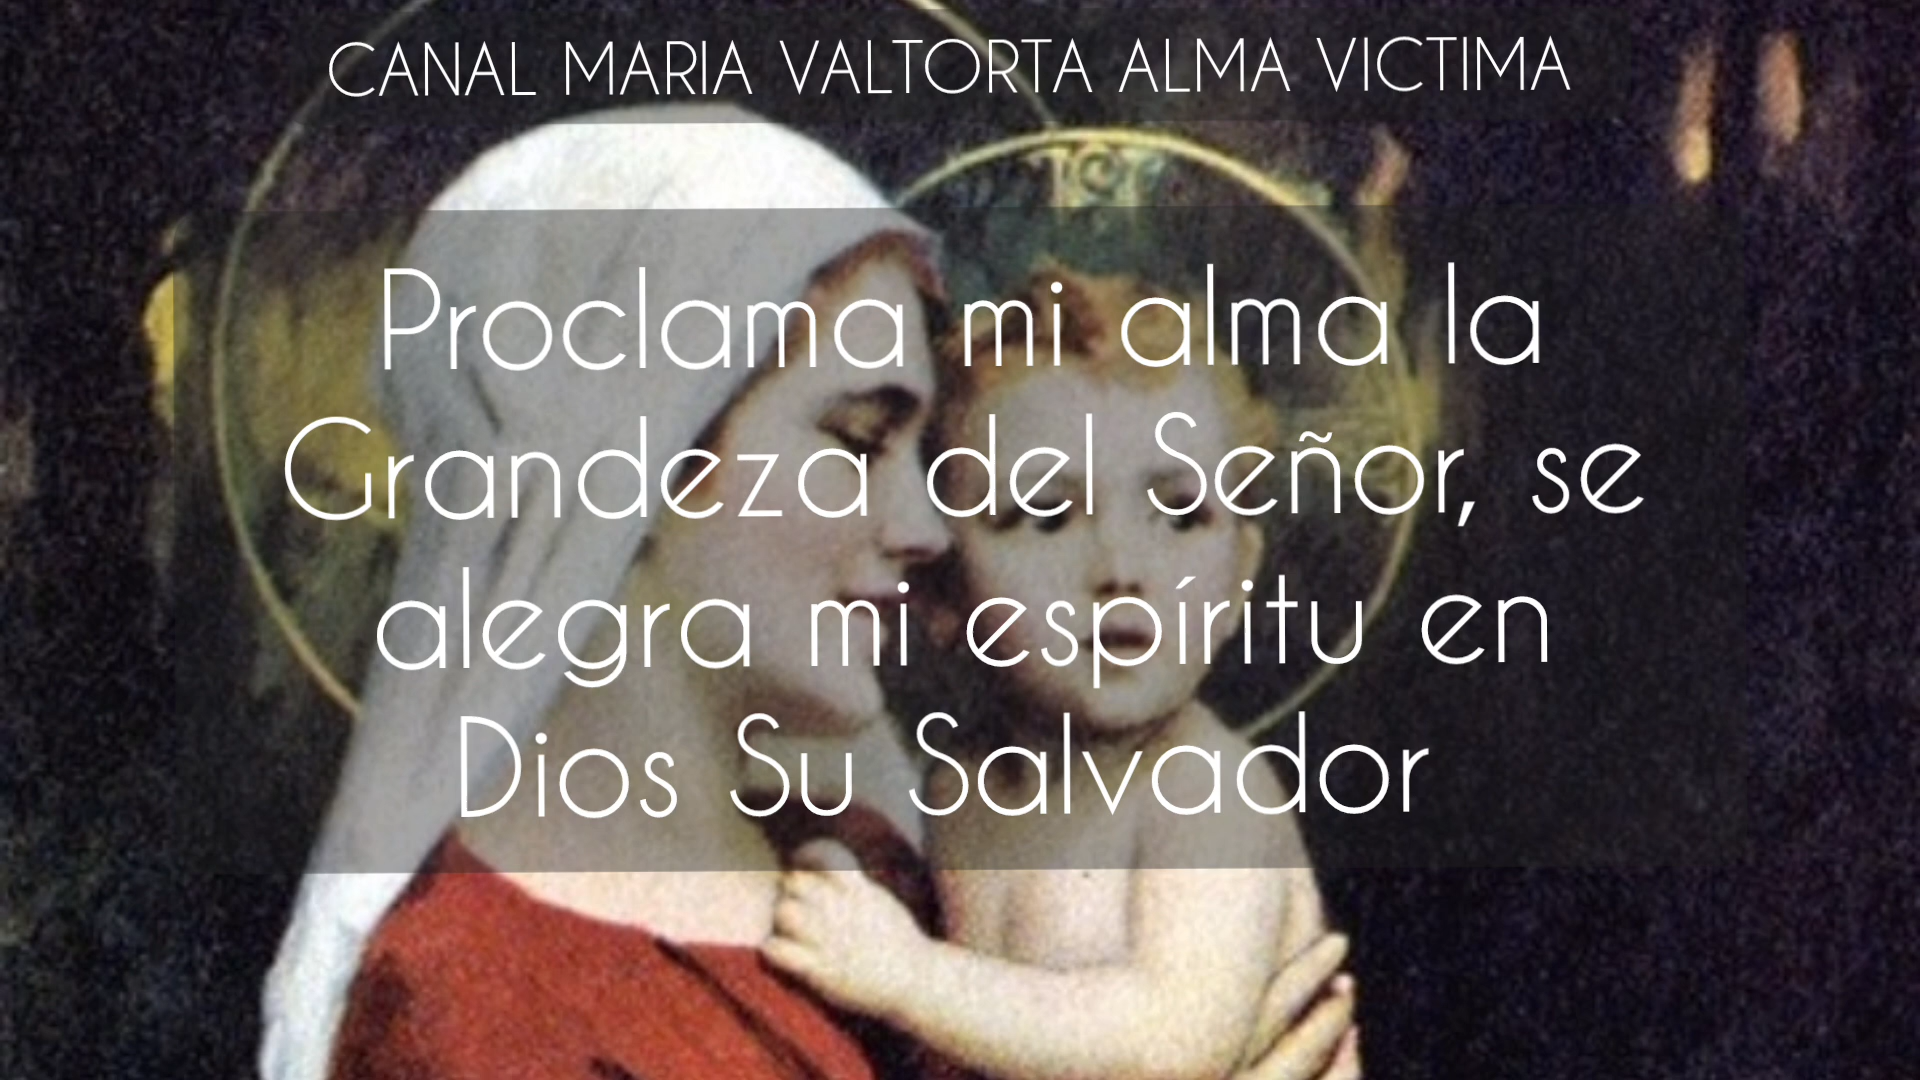 CANAL MARIA VALTORTA ALMA VICTIMA
Proclama mi alma la
Grandeza del Señor, se
alegra mi espíritu en
Dios Su Salvador